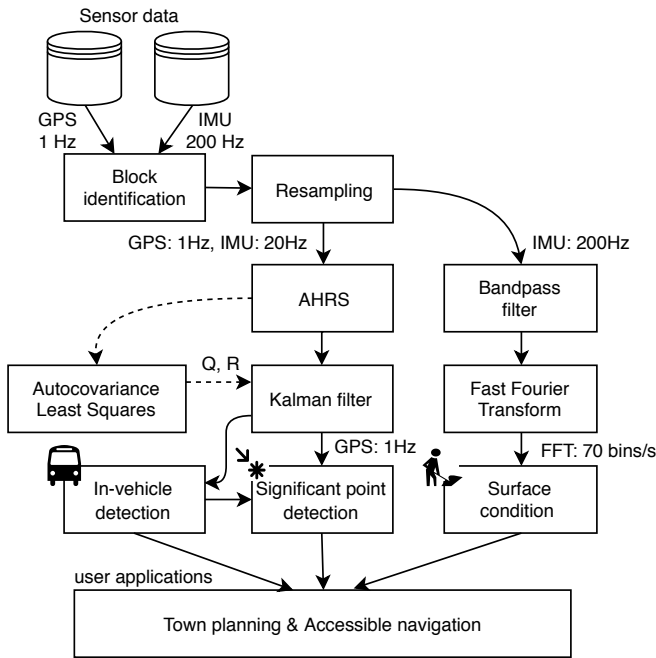 Sensor data
GPS
1 Hz
IMU
200 Hz
Block
identification
Resampling
GPS: 1Hz, IMU: 20Hz
IMU: 200Hz
AHRS
Bandpass
filter
Q, R
Autocovariance
Least Squares
Kalman filter
Fast Fourier
Transform
GPS: 1Hz
FFT: 70 bins/s
In-vehicle
detection
Significant point
detection
Surface
condition
user applications
Town planning & Accessible navigation